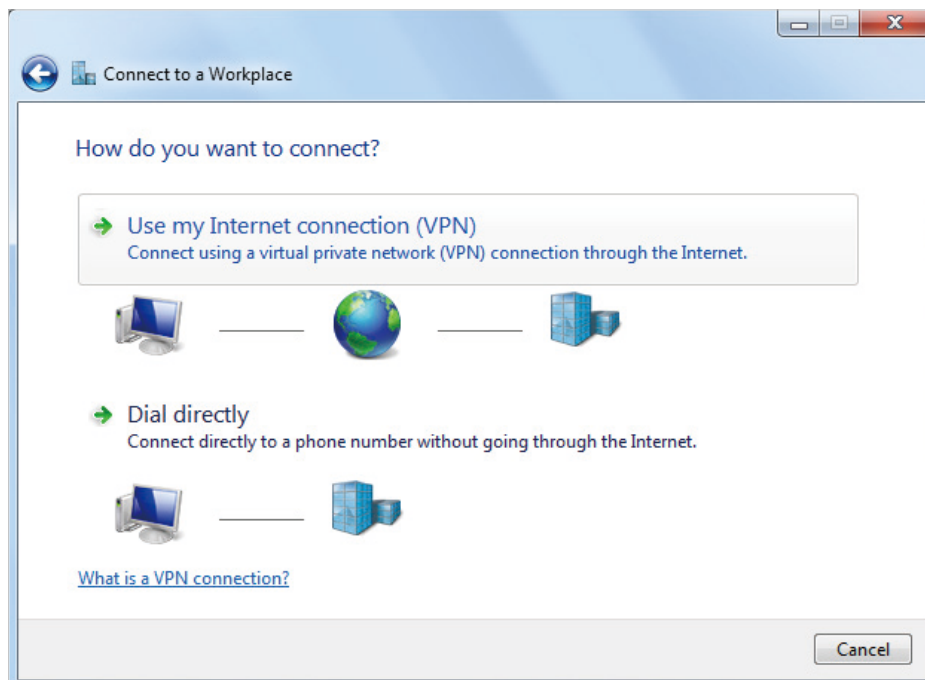 Connect to a Workplace
How do you want to connect?
Use my Internet connection (VPN)
Connect using a virtual private network (VPN) connection through the Internet.
Dial directly
Connect directly to a phone number without going through the Internet.
What is a VPN connection?
Cancel